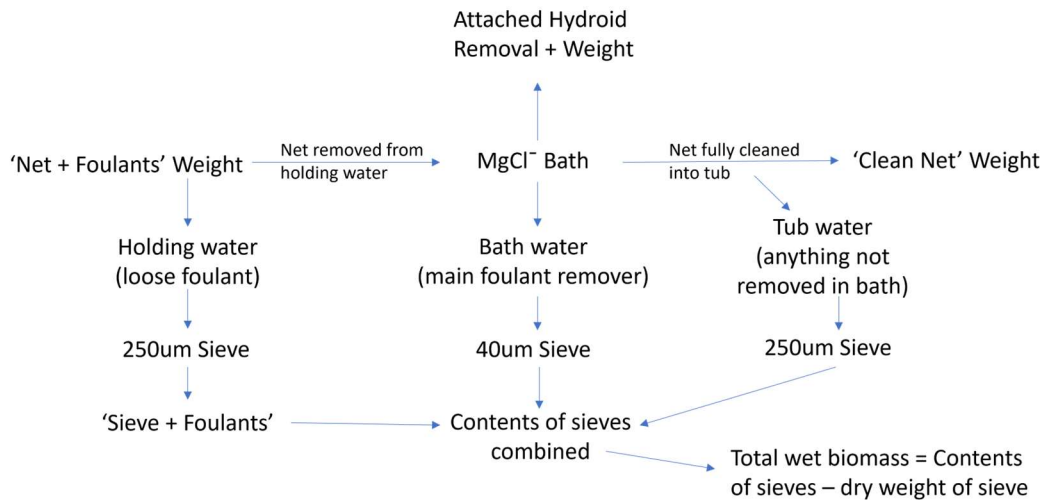 Attached Hydroid
Removal + Weight
‘Net + Foulants’ Weight
Net removed from
holding water
MgCl⁻ Bath
Net fully cleaned
into tub
‘Clean Net’ Weight
Holding water
(loose foulant)
Bath water
(main foulant remover)
Tub water
(anything not
removed in bath)
250um Sieve
40um Sieve
250um Sieve
‘Sieve + Foulants’
Contents of sieves
combined
Total wet biomass = Contents
of sieves – dry weight of sieve